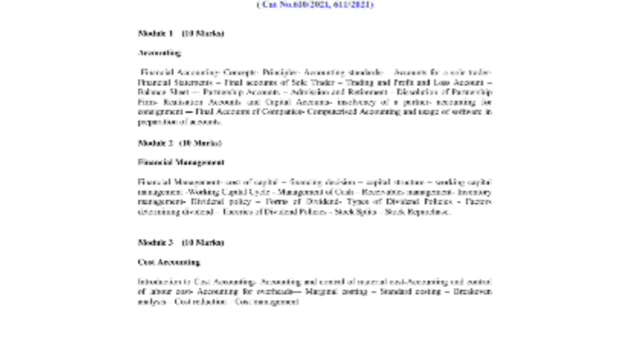 ( Cat No.610/2021, 611/2021)
Module 1 (10 Marks)
Accounting
Financial Accounting- Concepts- Principles- Accounting standards- Accounts for a sole trader-
Financial Statements – Final accounts of Sole Trader – Trading and Profit and Loss Account –
Balance Sheet — Partnership Accounts – Admission and Retirement - Dissolution of Partnership
Firm- Realisation Accounts and Capital Accounts- insolvency of a partner- accounting for
consignment — Final Accounts of Companies- Computerised Accounting and usage of software in
preparation of accounts.
Module 2 (10 Marks)
Financial Management
Financial Management- cost of capital – financing decision – capital structure – working capital
management -Working Capital Cycle - Management of Cash - Receivables management- Inventory
management- Dividend policy – Forms of Dividend- Types of Dividend Policies - Factors
determining dividend – Theories of Dividend Policies - Stock Splits – Stock Repurchase.
Module 3 (10 Marks)
Cost Accounting
Introduction to Cost Accounting- Accounting and control of material cost-Accounting and control
of labour cost- Accounting for overheads— Marginal costing – Standard costing – Breakeven
analysis – Cost reduction – Cost management